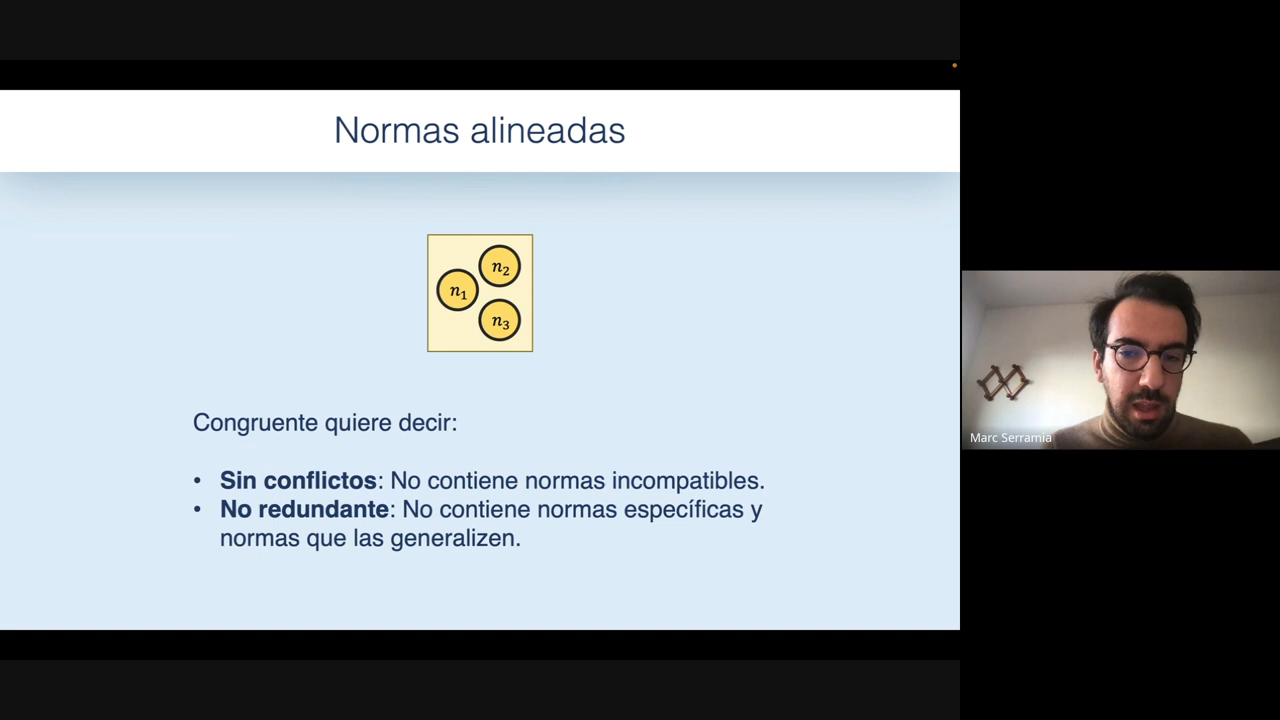 Normas alineadas
n2
n1
n3
Congruente quiere decir:
• Sin conflictos: No contiene normas incompatibles.
• No redundante: No contiene normas específicas y
normas que las generalizen.
Marc Serramia